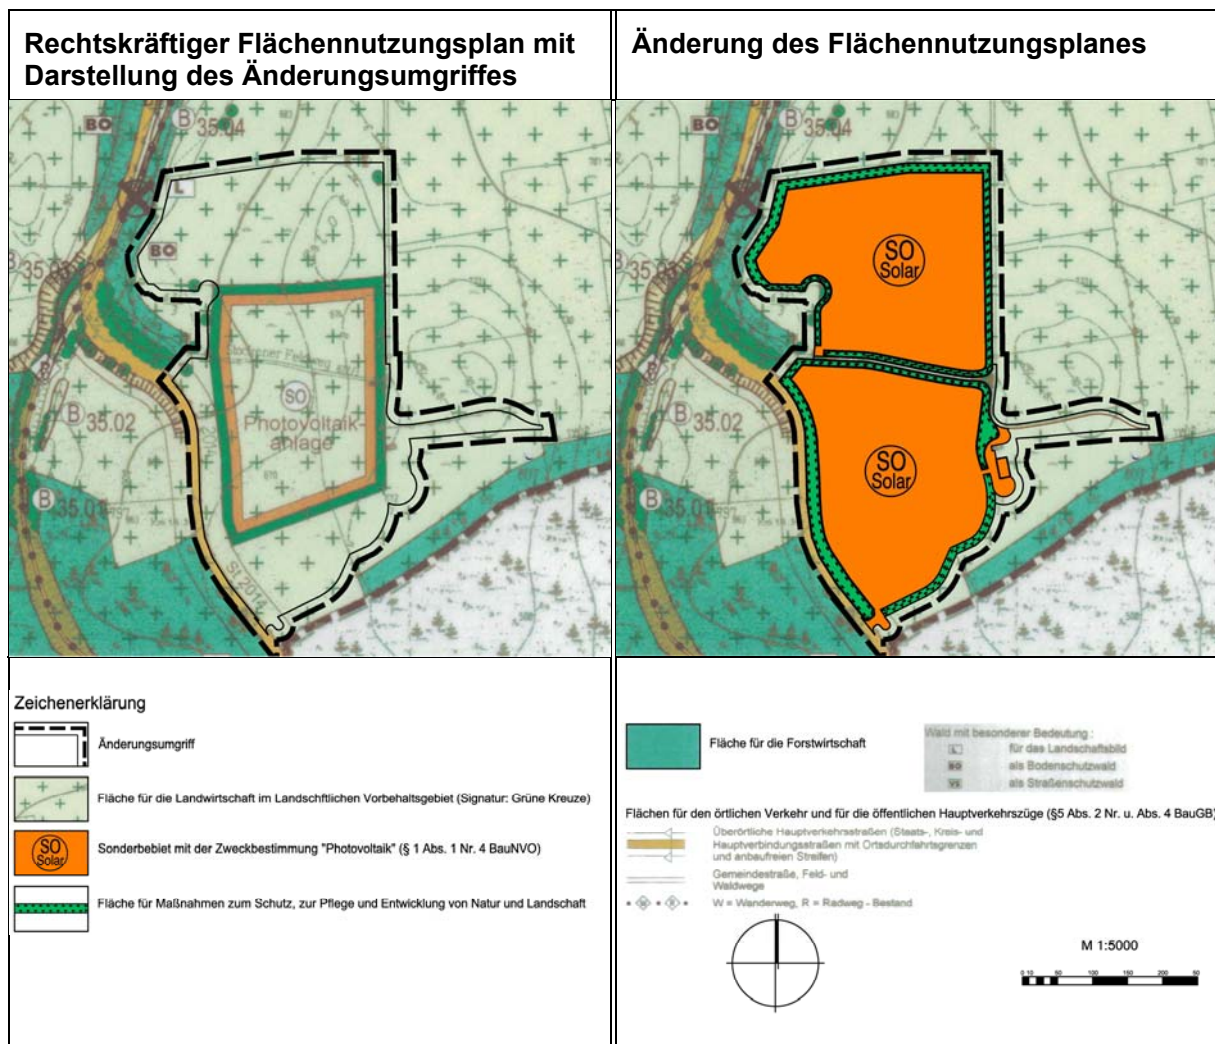 Rechtskräftiger Flächennutzungsplan mit
Darstellung des Änderungsumgriffes
Änderung des Flächennutzungsplanes
BO
B
35.04
L
BO
B
35.02
SO
Photovoltaik-
anlage
B
35.01
St 2014
BO
B
35.04
SO
Solar
B
35.02
SO
Solar
B
35.01
Zeichenerklärung
Änderungsumgriff
Fläche für die Landwirtschaft im Landschftlichen Vorbehaltsgebiet (Signatur: Grüne Kreuze)
SO
Solar
Sonderbebiet mit der Zweckbestimmung "Photovoltaik" (§ 1 Abs. 1 Nr. 4 BauNVO)
Fläche für Maßnahmen zum Schutz, zur Pflege und Entwicklung von Natur und Landschaft
Fläche für die Forstwirtschaft
Wald mit besonderer Bedeutung :
L für das Landschaftsbild
BO als Bodenschutzwald
VS als Straßenschutzwald
Flächen für den örtlichen Verkehr und für die öffentlichen Hauptverkehrszüge (§5 Abs. 2 Nr. u. Abs. 4 BauGB)
Überörtliche Hauptverkehrsstraßen (Staats-, Kreis- und
Hauptverbindungsstraßen mit Ortsdurchfahrtsgrenzen
und anbaufreien Streifen)
Gemeindestraße, Feld- und
Waldwege
W = Wanderweg, R = Radweg - Bestand
M 1:5000
0 10 50 100 150 200